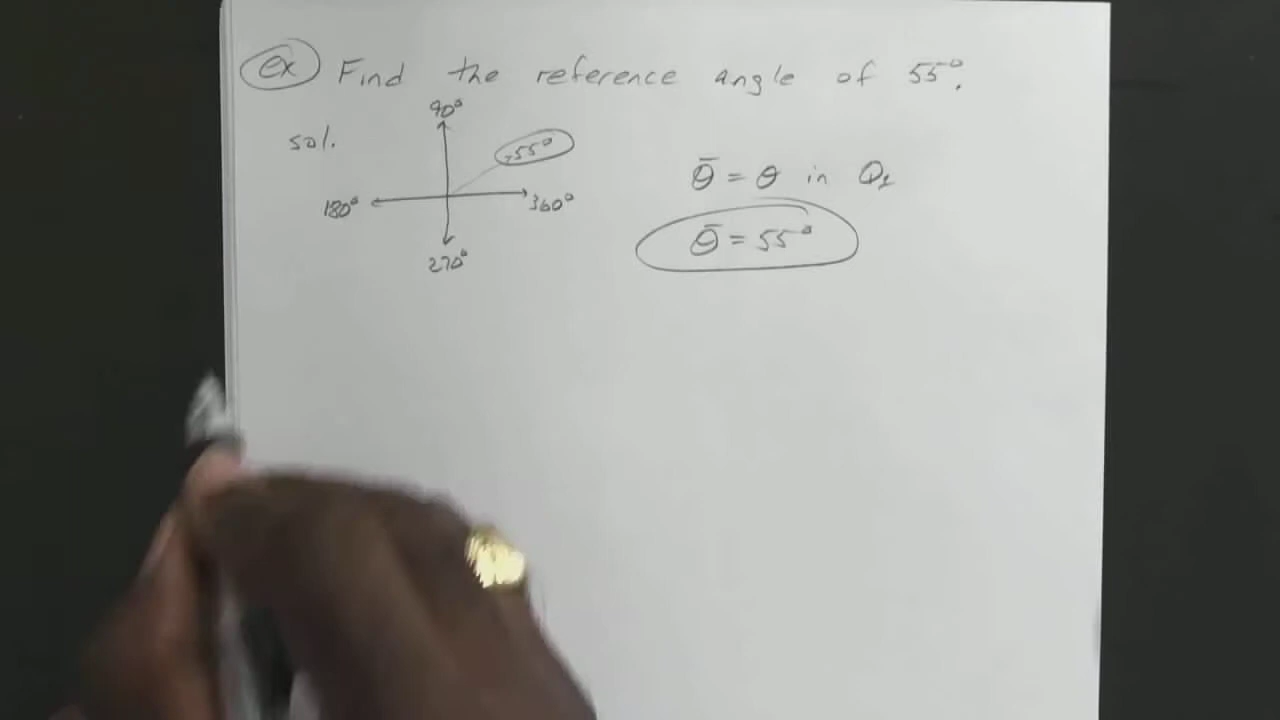 ex Find the reference angle of 55°.
90°
sol.
55°
θ̄ = θ in Q1
180°
360°
θ̄ = 55°
270°